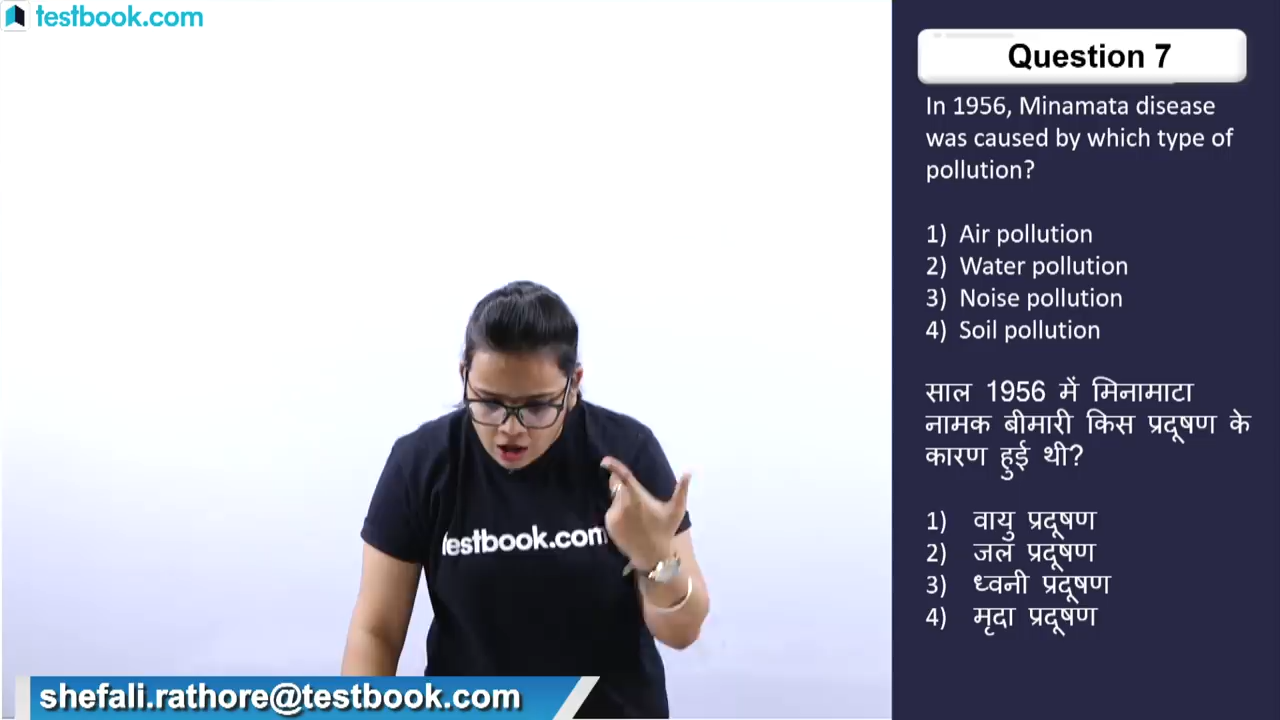 testbook.com
Question 7
In 1956, Minamata disease
was caused by which type of
pollution?
1) Air pollution
2) Water pollution
3) Noise pollution
4) Soil pollution
साल 1956 में मिनामाटा
नामक बीमारी किस प्रदूषण के
कारण हुई थी?
1) वायु प्रदूषण
2) जल प्रदूषण
3) ध्वनी प्रदूषण
4) मृदा प्रदूषण
testbook.com
shefali.rathore@testbook.com